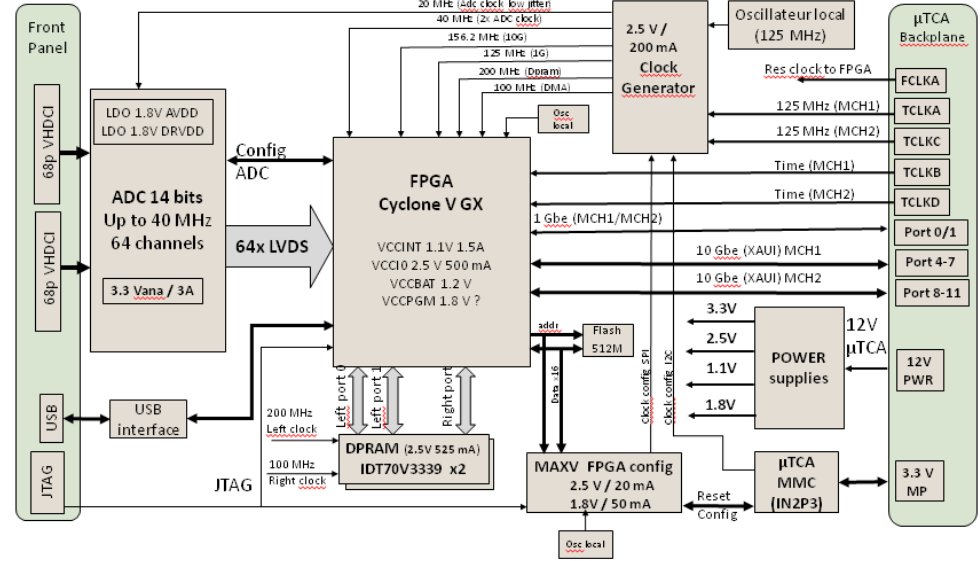 Front
Panel
68p VHDCI
68p VHDCI
USB
JTAG
LDO 1.8V AVDD
LDO 1.8V DRVDD
ADC 14 bits
Up to 40 MHz
64 channels
3.3 Vana / 3A
USB
interface
20 MHz (Adc clock low jitter)
40 MHz (2x ADC clock)
156.2 MHz (10G)
125 MHz (1G)
200 MHz (Dpram)
100 MHz (DMA)
Osc
local
Config
ADC
64x LVDS
FPGA
Cyclone V GX
VCCINT 1.1V 1.5A
VCCI0 2.5 V 500 mA
VCCBAT 1.2 V
VCCPGM 1.8 V ?
Left port 0
Left port 1
Right port
200 MHz
Left clock
100 MHz
Right clock
JTAG
DPRAM (2.5V 525 mA)
IDT70V3339 x2
addr
Data x16
Flash
512M
Clock config SPI
Clock config I2C
MAXV FPGA config
2.5 V / 20 mA
1.8V / 50 mA
Osc local
Reset
Config
µTCA
MMC
(IN2P3)
2.5 V /
200 mA
Clock
Generator
Oscillateur local
(125 MHz)
Res clock to FPGA
125 MHz (MCH1)
125 MHz (MCH2)
Time (MCH1)
Time (MCH2)
1 Gbe (MCH1/MCH2)
10 Gbe (XAUI) MCH1
10 Gbe (XAUI) MCH2
3.3V
2.5V
1.1V
1.8V
POWER
supplies
12V
µTCA
µTCA
Backplane
FCLKA
TCLKA
TCLKC
TCLKB
TCLKD
Port 0/1
Port 4-7
Port 8-11
12V
PWR
3.3 V
MP